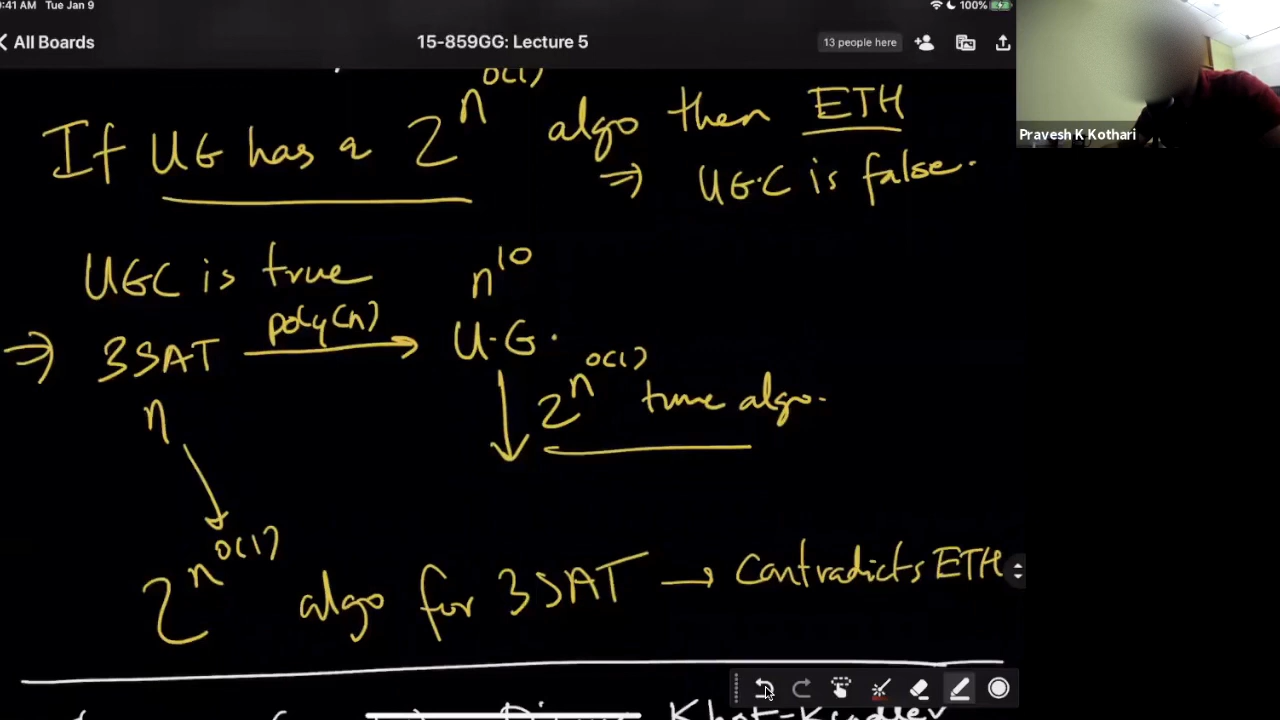 :41 AM Tue Jan 9
100%
All Boards
15-859GG: Lecture 5
13 people here
Pravesh K Kothari
If UG has a 2^n^o(1) algo then ETH
⇒ UGC is false.
UGC is true
n^10
⇒ 3SAT poly(n) → U.G.
n
2^n^o(1) time algo.
2^n^o(1) algo for 3SAT → Contradicts ETH